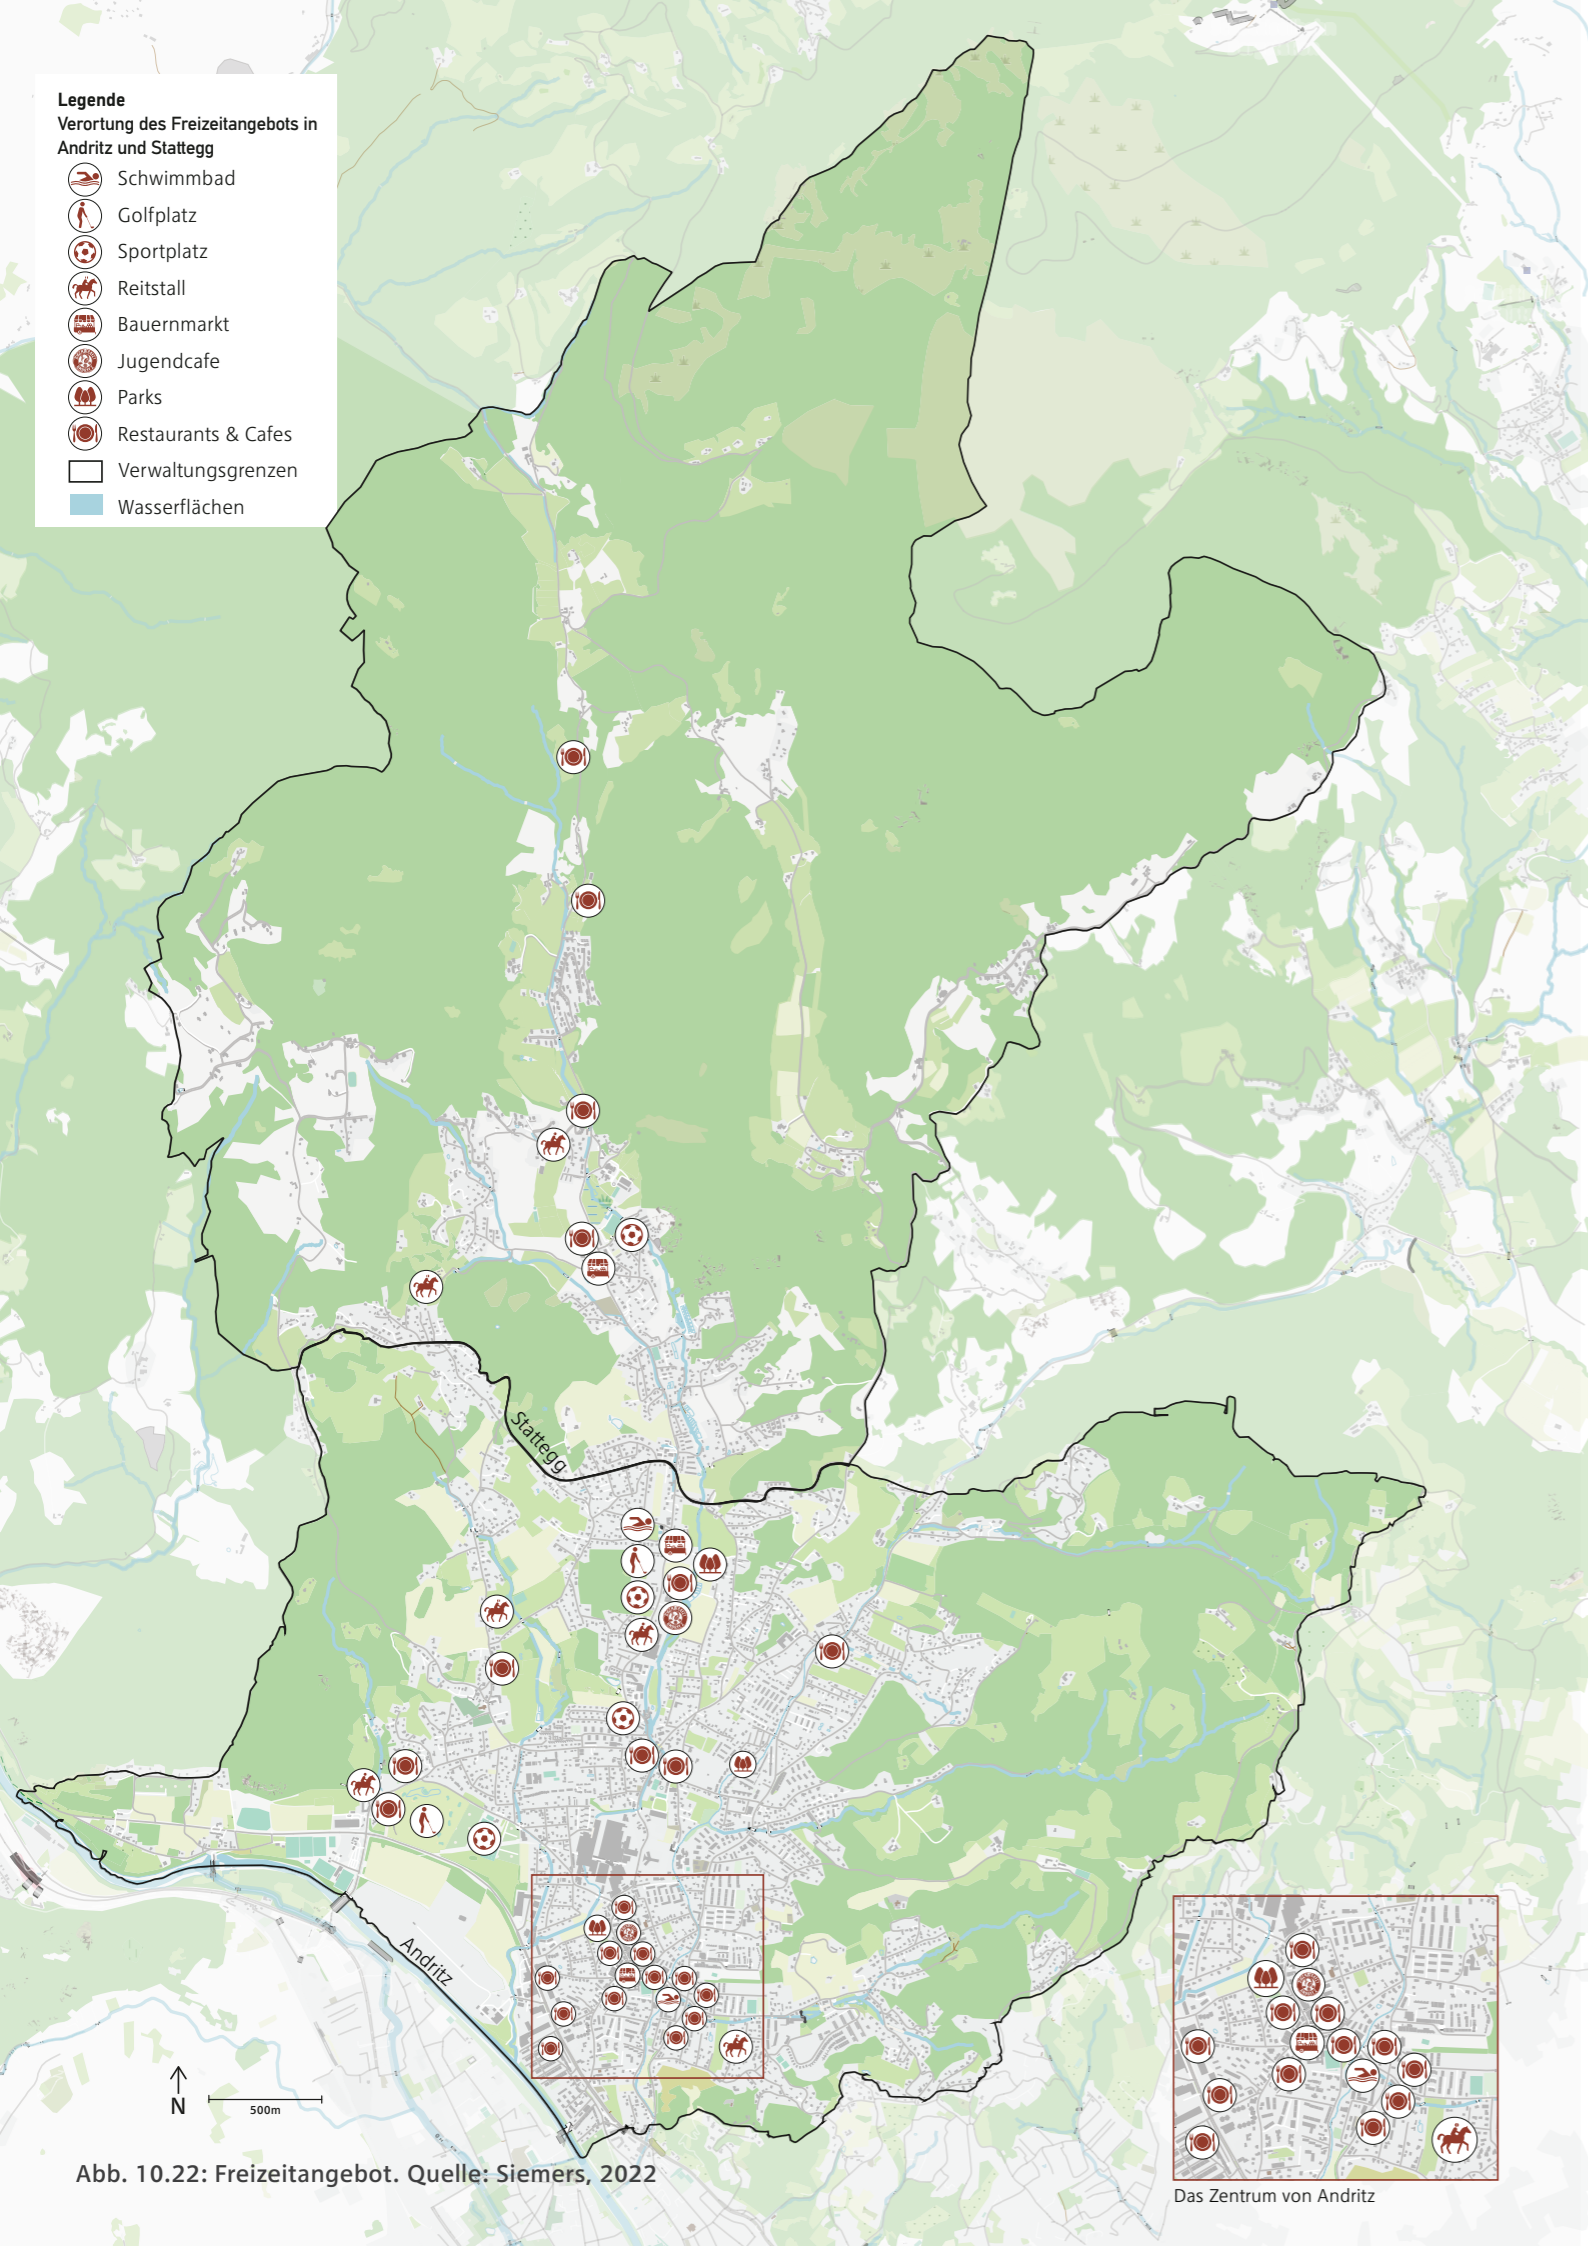 Legende
Verortung des Freizeitangebots in
Andritz und Stattegg
Schwimmbad
Golfplatz
Sportplatz
Reitstall
Bauernmarkt
Jugendcafe
Parks
Restaurants & Cafes
Verwaltungsgrenzen
Wasserflächen
Stattegg
Andritz
N
500m
Abb. 10.22: Freizeitangebot. Quelle: Siemers, 2022
Das Zentrum von Andritz